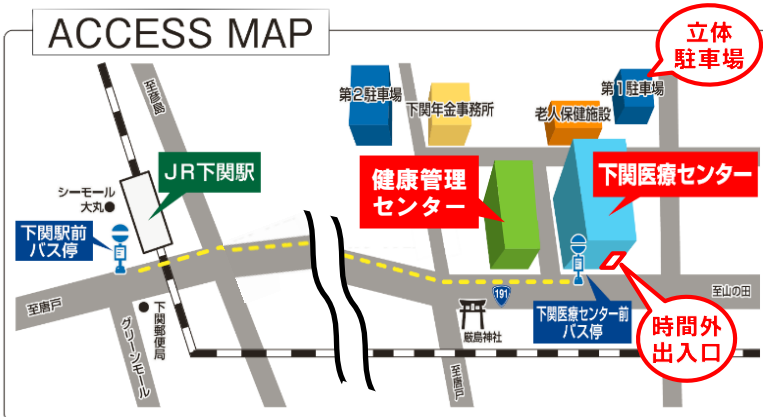 ACCESS MAP
立体
駐車場
至彦島
第2駐車場
下関年金事務所
老人保健施設
第1駐車場
JR下関駅
健康管理
センター
下関医療センター
シーモール
大丸
下関駅前
バス停
至唐戸
下関郵便局
グリーンモール
191
厳島神社
至唐戸
下関医療センター前
バス停
至山の田
時間外
出入口